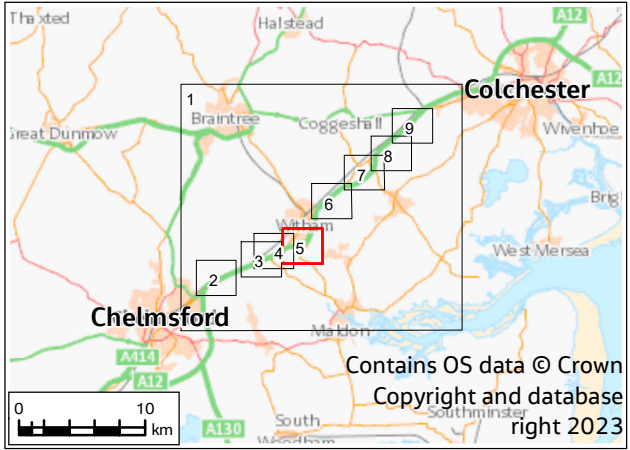 Thaxted
Halstead
A12
Colchester
A12
1
Braintree
Coggeshall
9
Great Dunmow
Wivenhoe
8
7
6
Brig
Witham
5
West Mersea
4
3
2
Chelmsford
Maldon
A414
A12
Contains OS data © Crown
Copyright and database
right 2023
Southminster
0 10
km
A130
South
Woodham